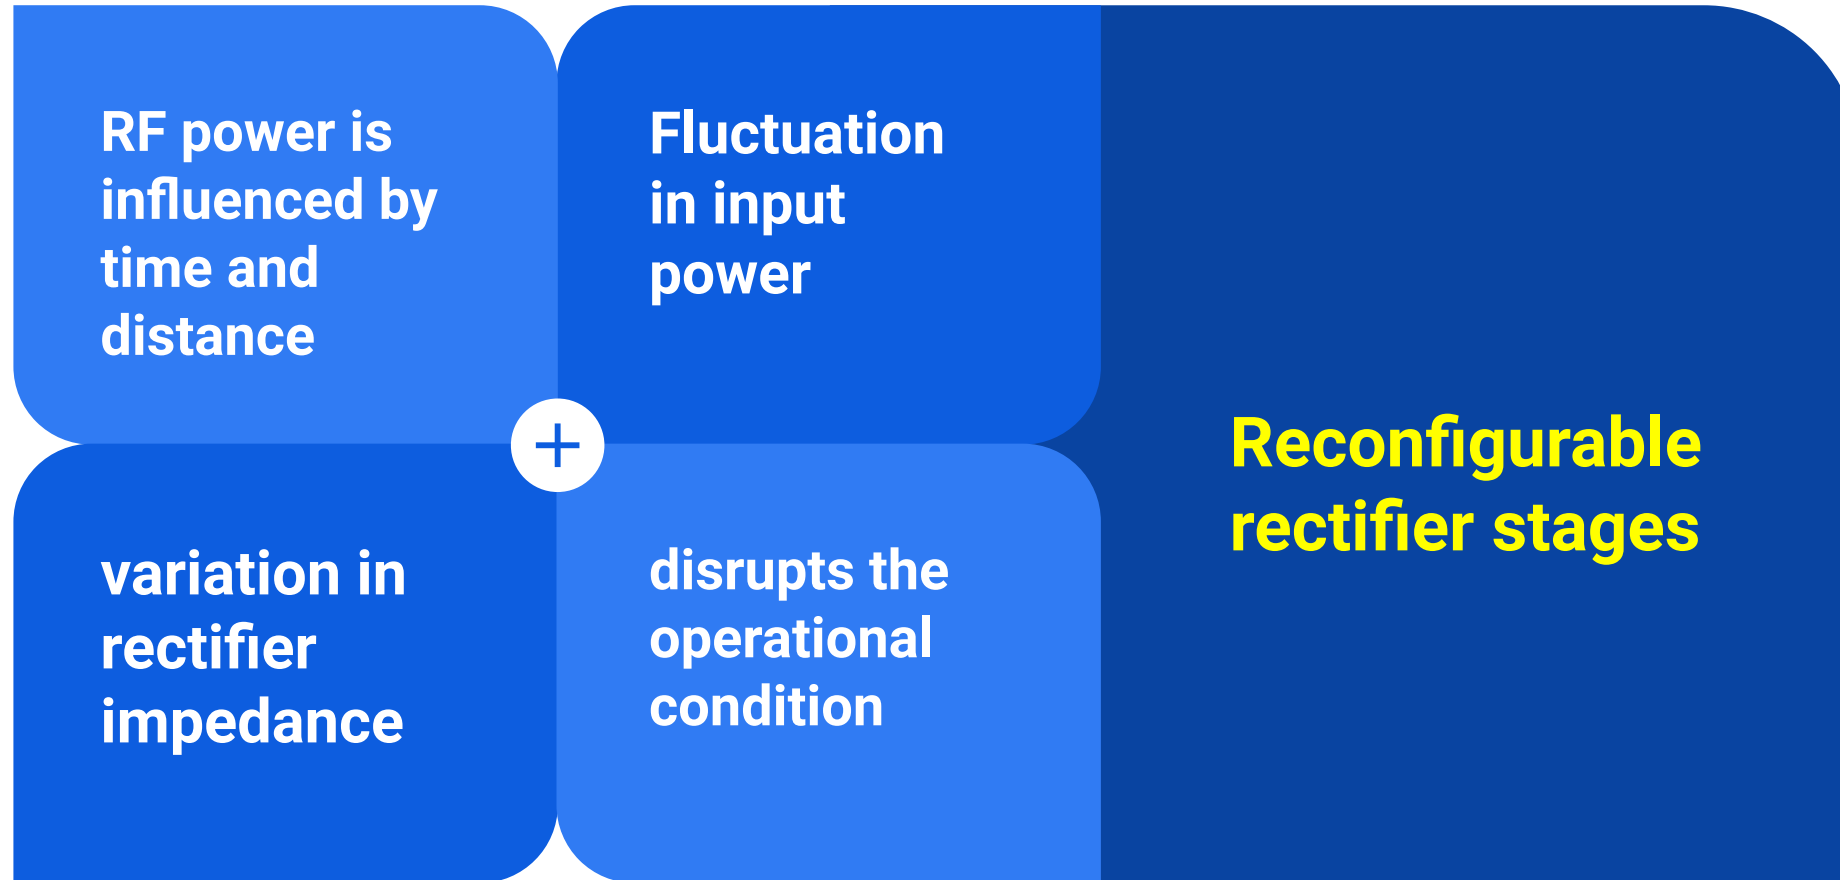 RF power is
influenced by
time and
distance
Fluctuation
in input
power
+
variation in
rectifier
impedance
disrupts the
operational
condition
Reconfigurable
rectifier stages